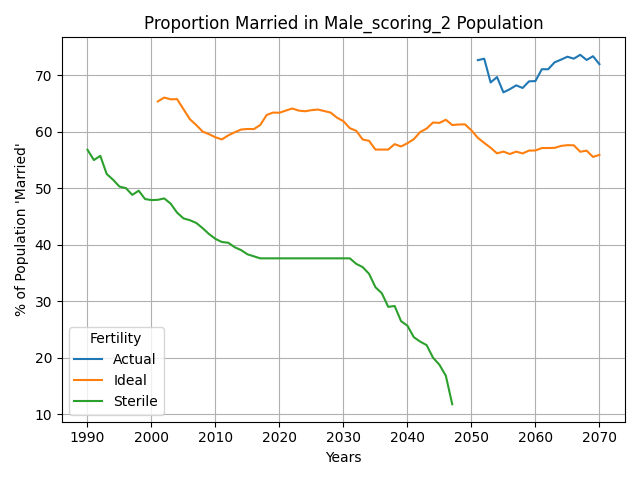 Proportion Married in Male_scoring_2 Population
% of Population 'Married'
70
60
50
40
30
20
10
Fertility
Actual
Ideal
Sterile
1990 2000 2010 2020 2030 2040 2050 2060 2070
Years